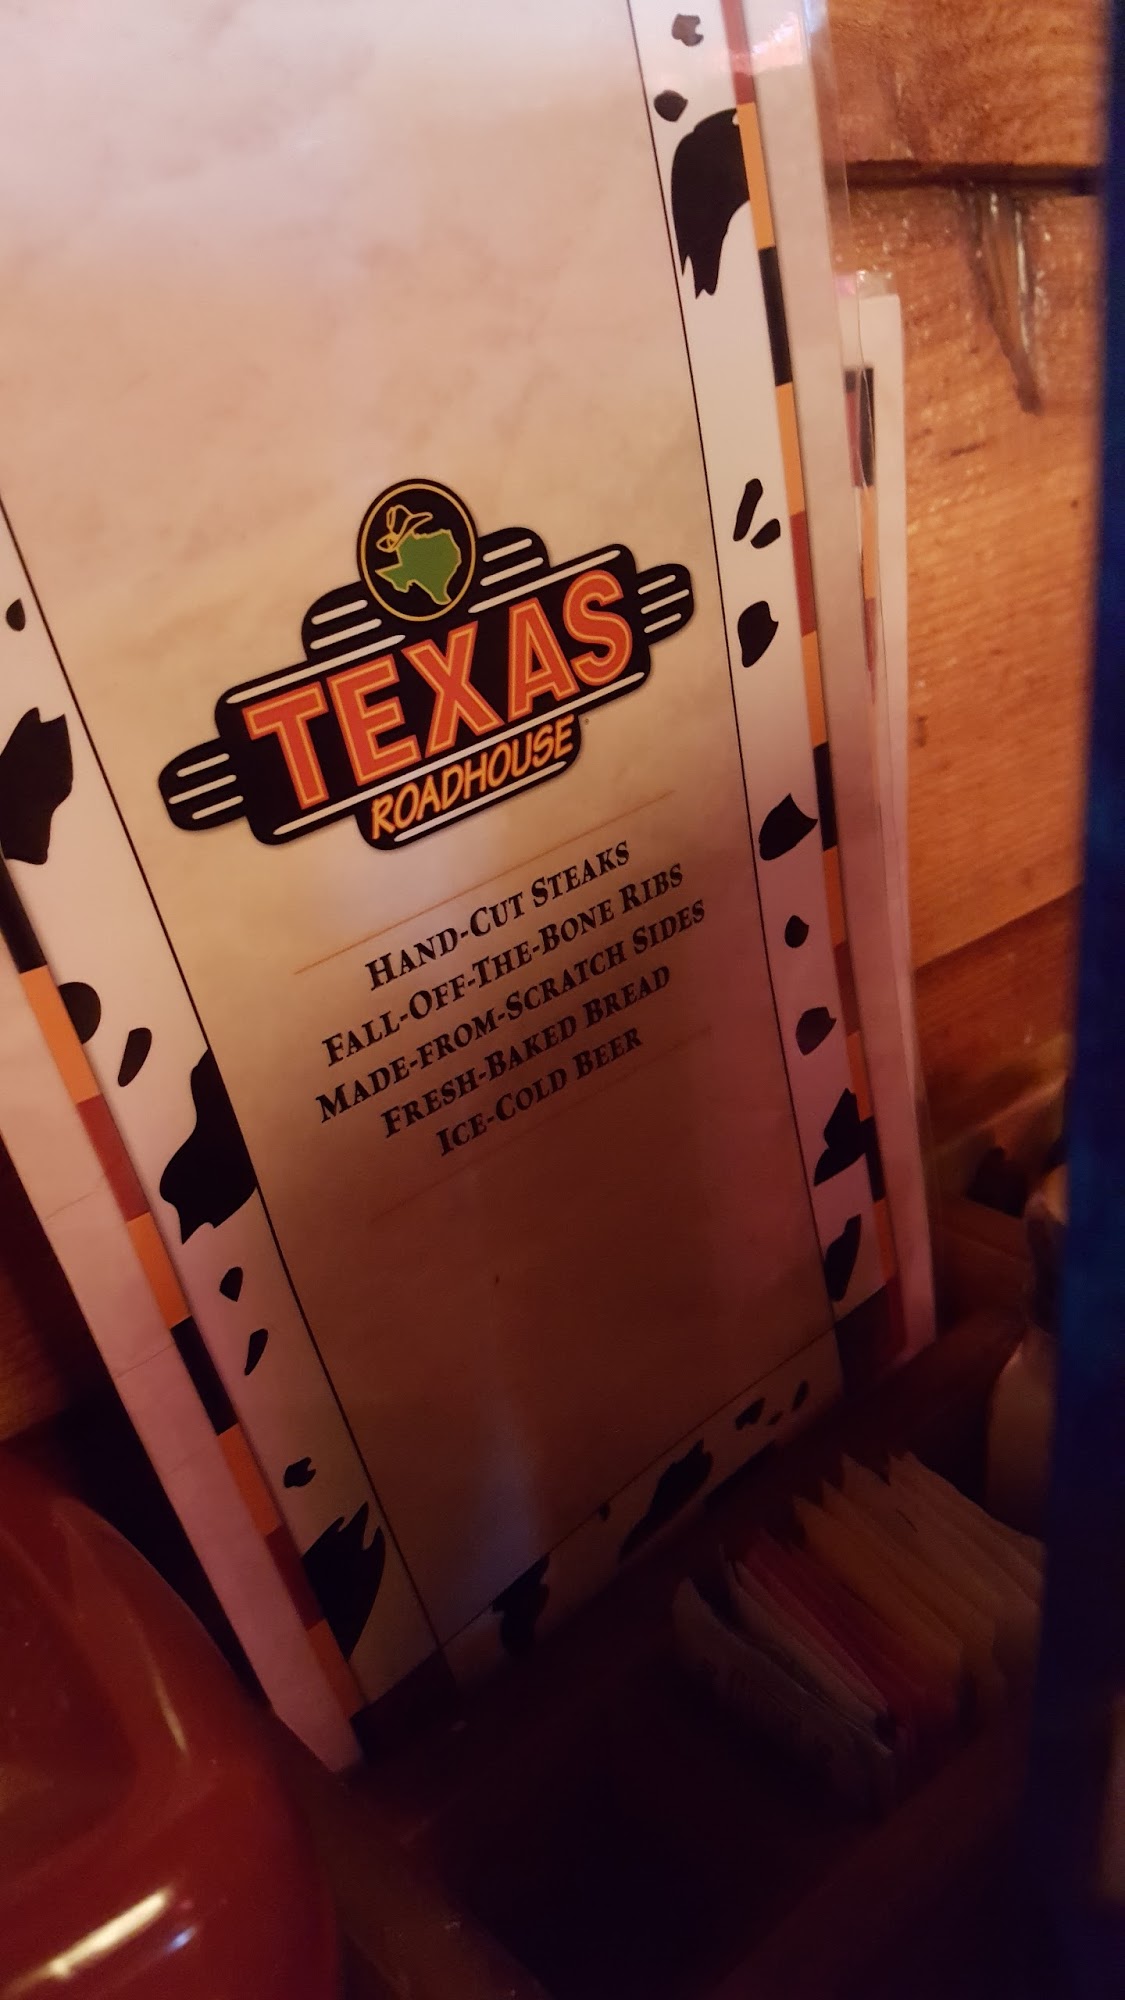 TEXAS
ROADHOUSE
HAND-CUT STEAKS
FALL-OFF-THE-BONE RIBS
MADE-FROM-SCRATCH SIDES
FRESH-BAKED BREAD
ICE-COLD BEER